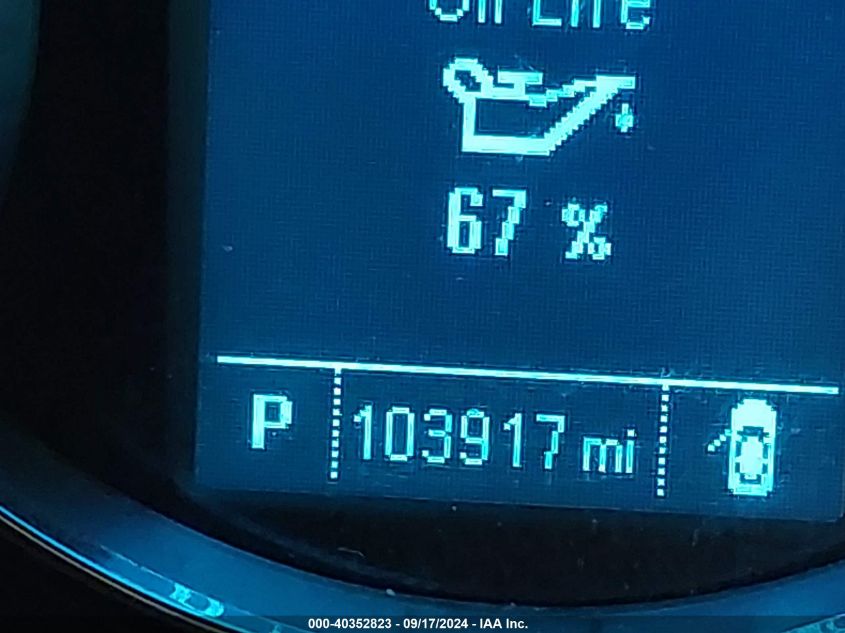 Oil Life
67 %
P 103917 mi
000-40352823 - 09/17/2024 - IAA Inc.